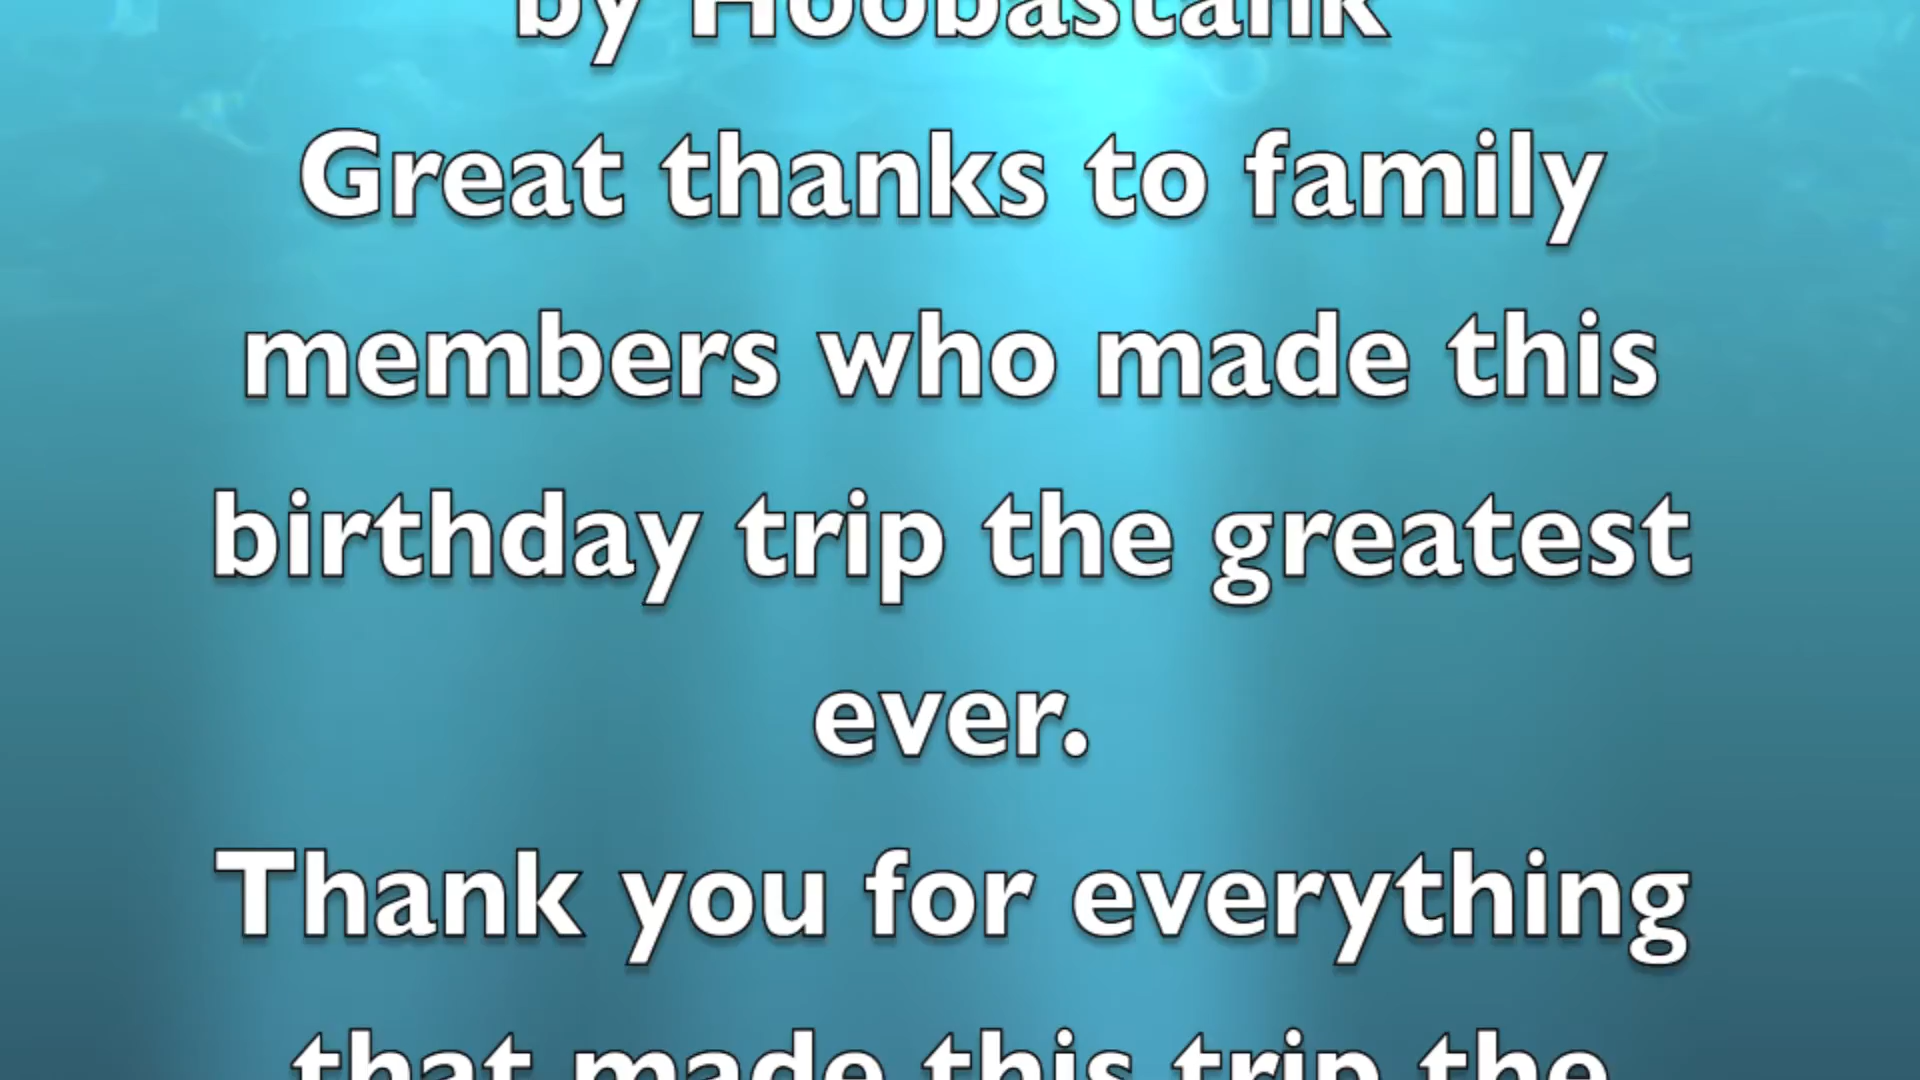 by Hoobastank
Great thanks to family
members who made this
birthday trip the greatest
ever.
Thank you for everything
that made this trip the